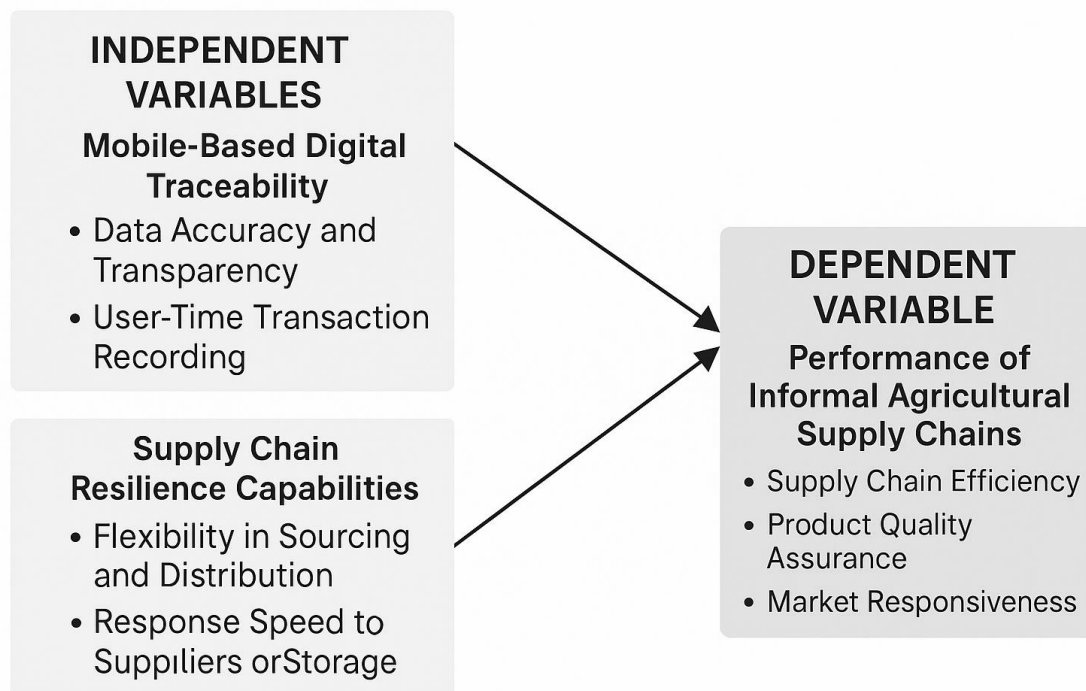 INDEPENDENT
VARIABLES
Mobile-Based Digital
Traceability
• Data Accuracy and
Transparency
• User-Time Transaction
Recording
Supply Chain
Resilience Capabilities
• Flexibility in Sourcing
and Distribution
• Response Speed to
Suppıliers orStorage
DEPENDENT
VARIABLE
Performance of
Informal Agricultural
Supply Chains
• Supply Chain Efficiency
• Product Quality
Assurance
• Market Responsiveness